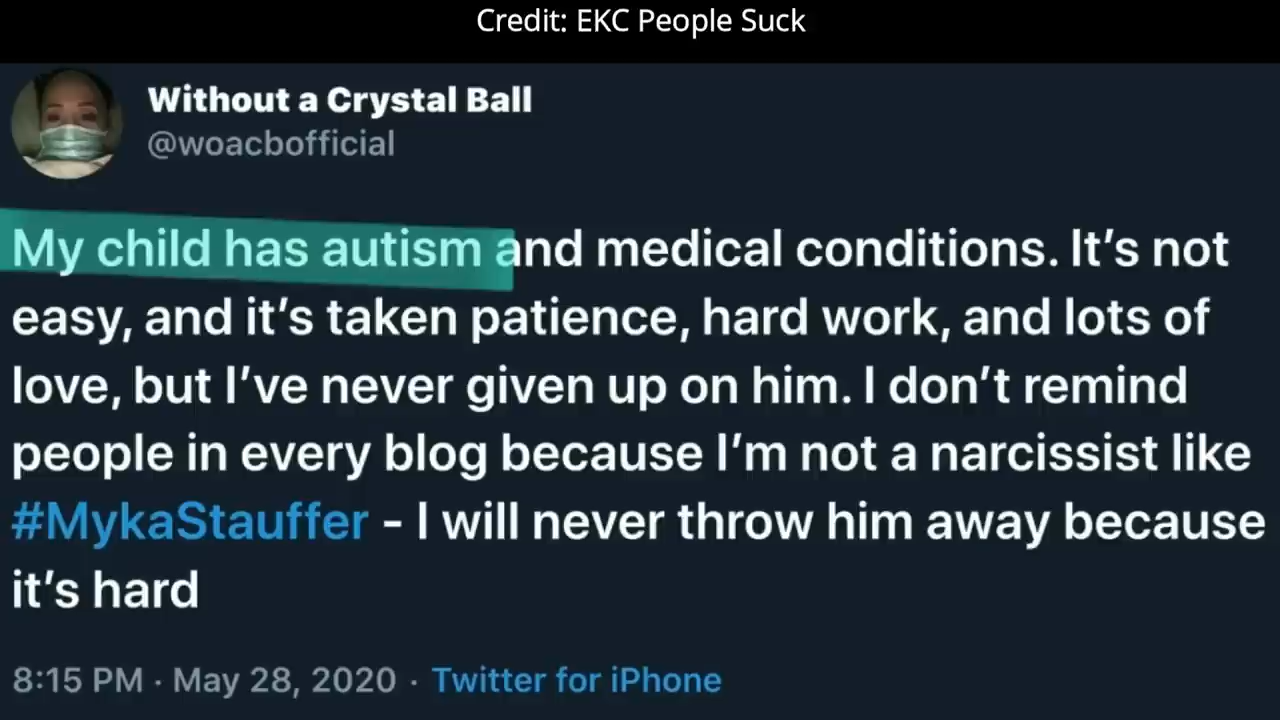 Credit: EKC People Suck
Without a Crystal Ball
@woacbofficial
My child has autism and medical conditions. It's not
easy, and it's taken patience, hard work, and lots of
love, but I've never given up on him. I don't remind
people in every blog because I'm not a narcissist like
#MykaStauffer - I will never throw him away because
it's hard
8:15 PM · May 28, 2020 · Twitter for iPhone